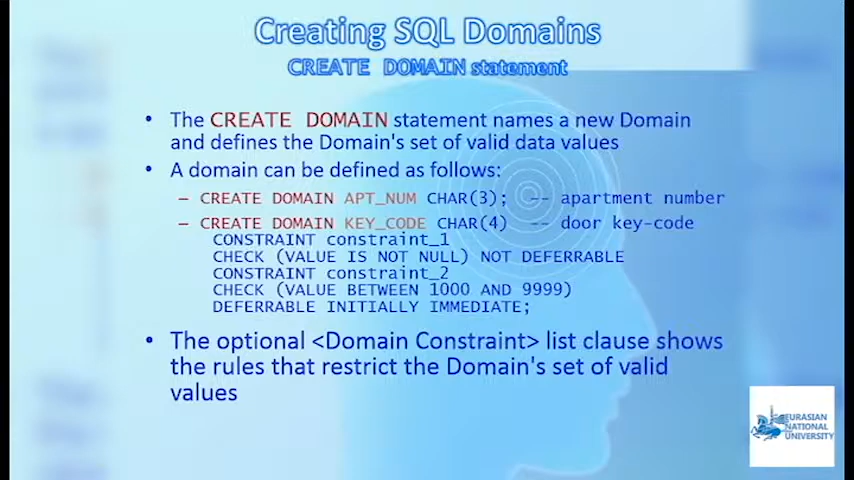 Creating SQL Domains
CREATE DOMAIN statement
• The CREATE DOMAIN statement names a new Domain
and defines the Domain's set of valid data values
• A domain can be defined as follows:
– CREATE DOMAIN APT_NUM CHAR(3); -- apartment number
– CREATE DOMAIN KEY_CODE CHAR(4) -- door key-code
CONSTRAINT constraint_1
CHECK (VALUE IS NOT NULL) NOT DEFERRABLE
CONSTRAINT constraint_2
CHECK (VALUE BETWEEN 1000 AND 9999)
DEFERRABLE INITIALLY IMMEDIATE;
• The optional <Domain Constraint> list clause shows
the rules that restrict the Domain's set of valid
values
EURASIAN
NATIONAL
UNIVERSITY